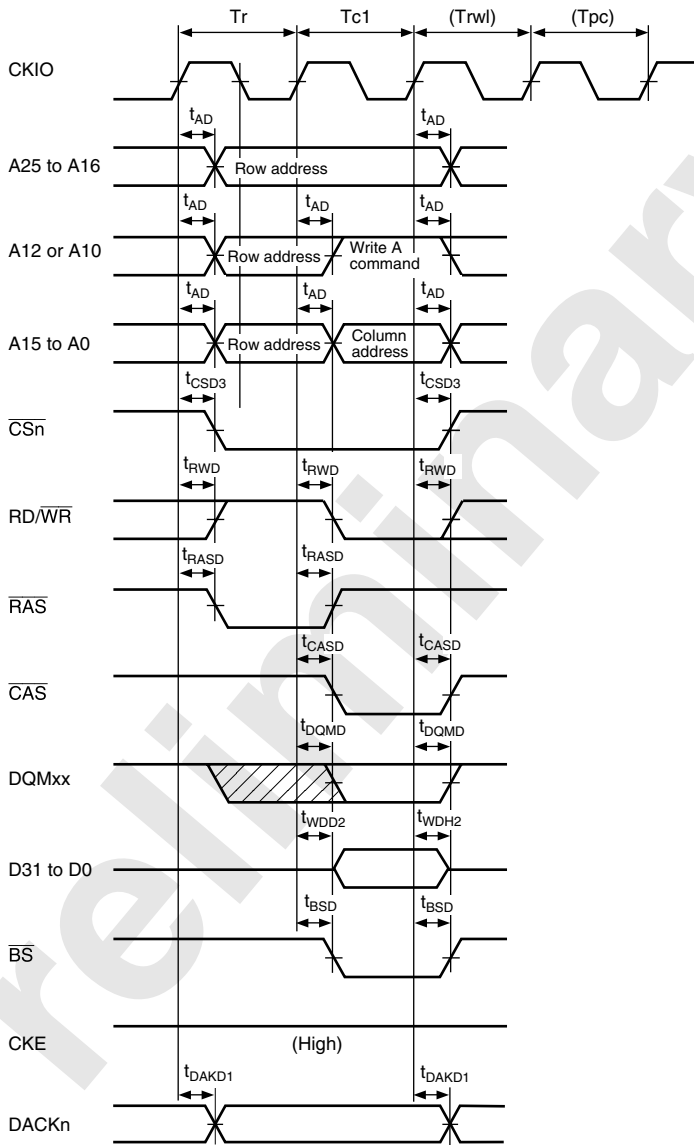 Tr Tc1 (Trwl) (Tpc)
CKIO
tAD tAD
A25 to A16 Row address
tAD tAD tAD
A12 or A10 Row address Write A command
tAD tAD tAD
A15 to A0 Row address Column address
tCSD3 tCSD3
CSn
tRWD tRWD tRWD
RD/WR
tRASD tRASD
RAS
tCASD tCASD
CAS
tDQMD tDQMD
DQMxx
tWDD2 tWDH2
D31 to D0
tBSD tBSD
BS
CKE (High)
tDAKD1 tDAKD1
DACKn
reliminary